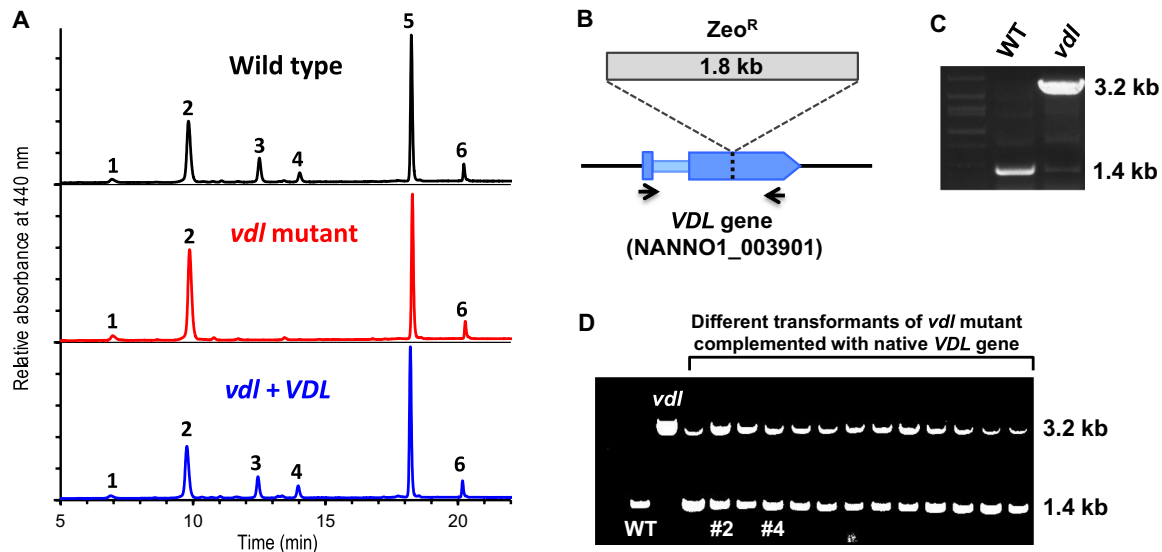 A
Relative absorbance at 440 nm
Wild type
1
2
3
4
5
6
vdl mutant
1
2
6
vdl + VDL
1
2
3
4
6
5
10
15
20
Time (min)
B
Zeo^R
1.8 kb
VDL gene
(NANNO1_003901)
C
WT
vdl
3.2 kb
1.4 kb
D
Different transformants of vdl mutant
complemented with native VDL gene
vdl
3.2 kb
WT
#2
#4
1.4 kb